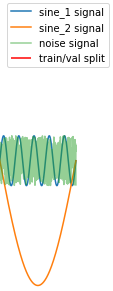 sine_1 signal
sine_2 signal
noise signal
train/val split